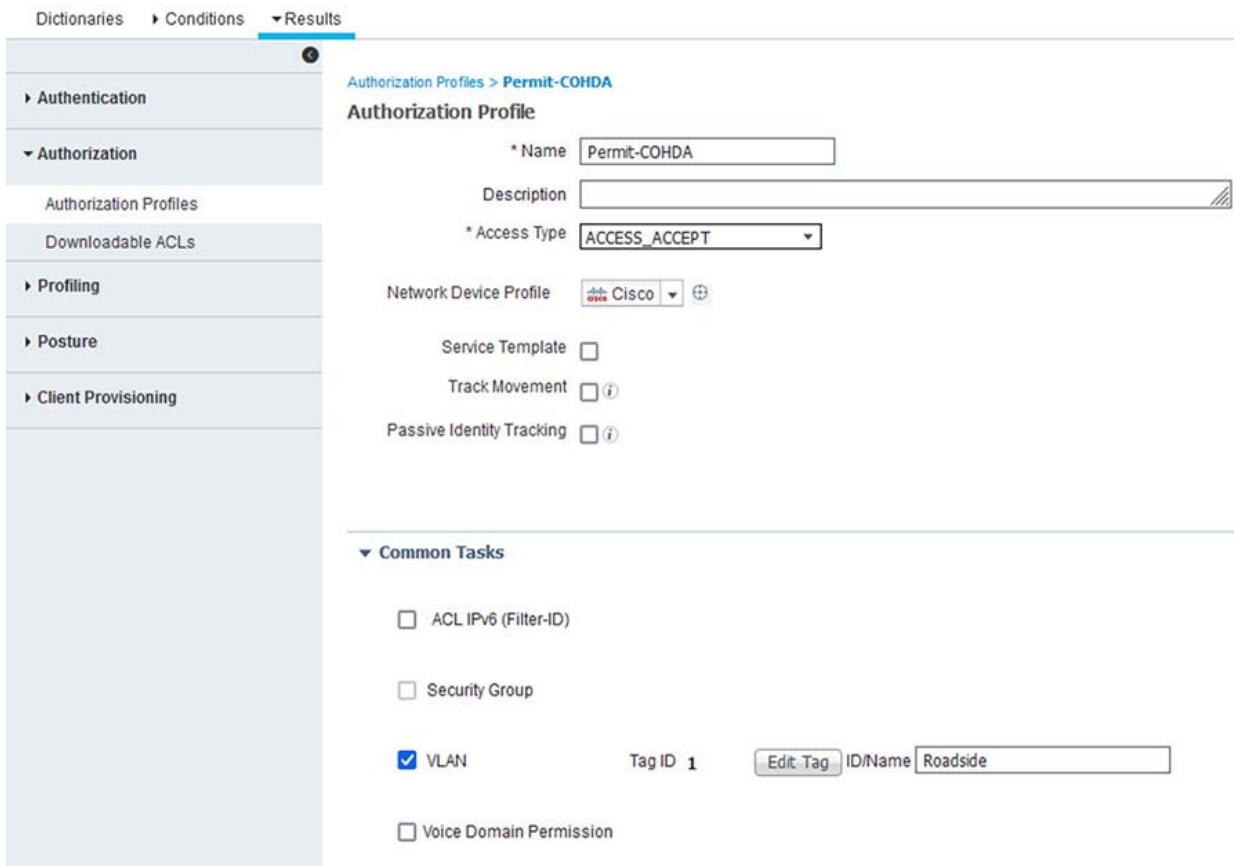 Dictionaries Conditions Results
Authentication
Authorization
Authorization Profiles
Downloadable ACLs
Profiling
Posture
Client Provisioning
Authorization Profiles > Permit-COHDA
Authorization Profile
* Name Permit-COHDA
Description
* Access Type ACCESS_ACCEPT
Network Device Profile Cisco
Service Template
Track Movement
Passive Identity Tracking
Common Tasks
ACL IPv6 (Filter-ID)
Security Group
VLAN Tag ID 1 Edit Tag ID/Name Roadside
Voice Domain Permission